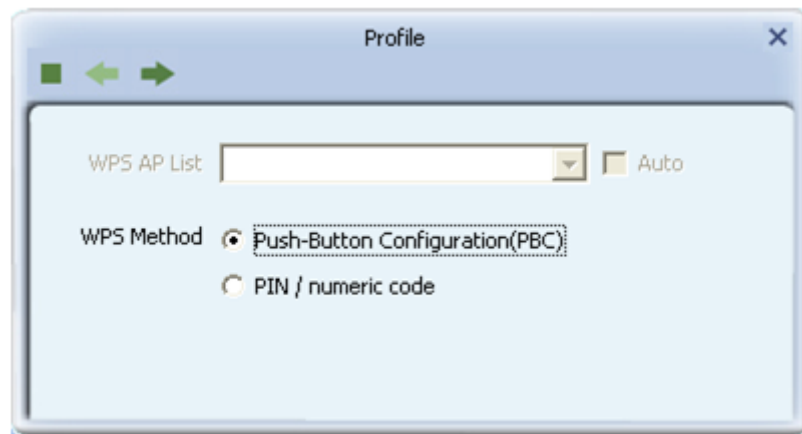 Profile
WPS AP List Auto
WPS Method Push-Button Configuration(PBC)
PIN / numeric code